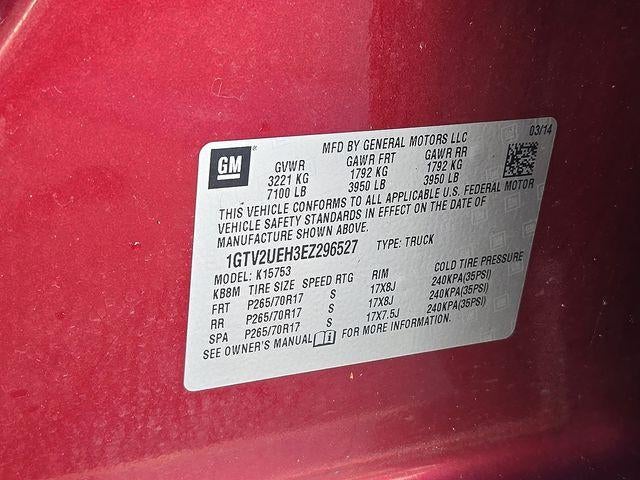 GM
MFD BY GENERAL MOTORS LLC 03/14
GVWR GAWR FRT GAWR RR
3221 KG 1792 KG 1792 KG
7100 LB 3950 LB 3950 LB
THIS VEHICLE CONFORMS TO ALL APPLICABLE U.S. FEDERAL MOTOR
VEHICLE SAFETY STANDARDS IN EFFECT ON THE DATE OF
MANUFACTURE SHOWN ABOVE.
1GTV2UEH3EZ296527 TYPE: TRUCK
MODEL: K15753
KB8M TIRE SIZE SPEED RTG RIM COLD TIRE PRESSURE
FRT P265/70R17 S 17X8J 240KPA(35PSI)
RR P265/70R17 S 17X8J 240KPA(35PSI)
SPA P265/70R17 S 17X7.5J 240KPA(35PSI)
SEE OWNER'S MANUAL FOR MORE INFORMATION.